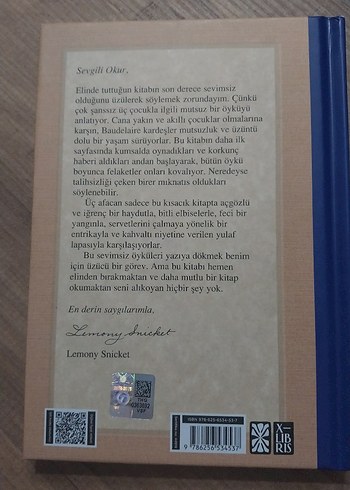 Sevgili Okur,
Elinde tuttuğun kitabın son derece sevimsiz
olduğunu üzülerek söylemek zorundayım. Çünkü
çok şanssız üç çocukla ilgili mutsuz bir öyküyü
anlatıyor. Cana yakın ve akıllı çocuklar olmalarına
karşın, Baudelaire kardeşler mutsuzluk ve üzüntü
dolu bir yaşam sürüyorlar. Bu kitabın daha ilk
sayfasında kumsalda oynadıkları ve korkunç
haberi aldıkları andan başlayarak, bütün öykü
boyunca felaketler onları kovalıyor. Neredeyse
talihsizliği çeken birer mıknatıs oldukları
söylenebilir.
Üç afacan sadece bu kısacık kitapta açgözlü
ve iğrenç bir haydutla, bitli elbiselerle, feci bir
yangınla, servetlerini çalmaya yönelik bir
entrikayla ve kahvaltı niyetine verilen yulaf
lapasıyla karşılaşıyorlar.
Bu sevimsiz öyküleri yazıya dökmek benim
için üzücü bir görev. Ama bu kitabı hemen
elinden bırakmaktan ve daha mutlu bir kitap
okumaktan seni alıkoyan hiçbir şey yok.
En derin saygılarımla,
Lemony Snicket
Lemony Snicket
9 786256 534537
X–
LIB
RIS